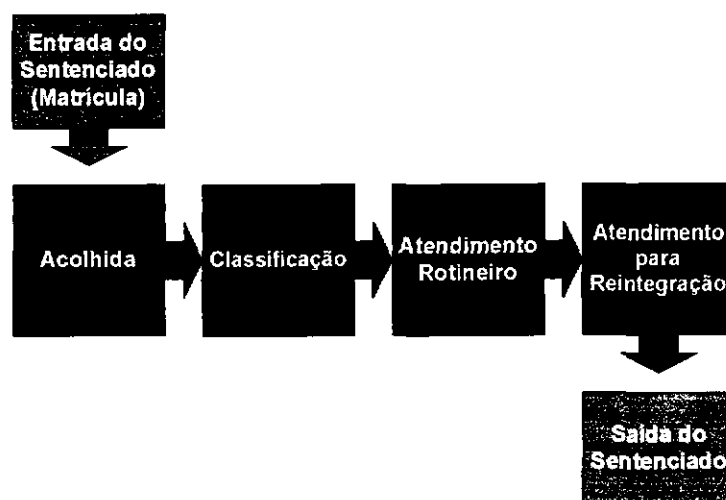 Entrada do
Sentenciado
(Matrícula)
Acolhida
Classificação
Atendimento
Rotineiro
Atendimento
para
Reintegração
Saída do
Sentenciado